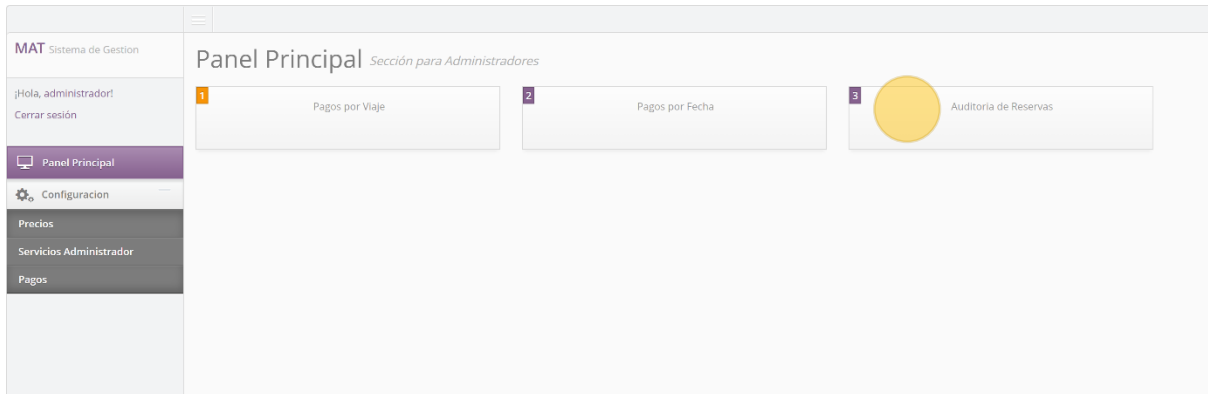 MAT Sistema de Gestion
¡Hola, administrador!
Cerrar sesión
Panel Principal
Configuracion
Precios
Servicios Administrador
Pagos
Panel Principal Sección para Administradores
1 Pagos por Viaje
2 Pagos por Fecha
3 Auditoria de Reservas